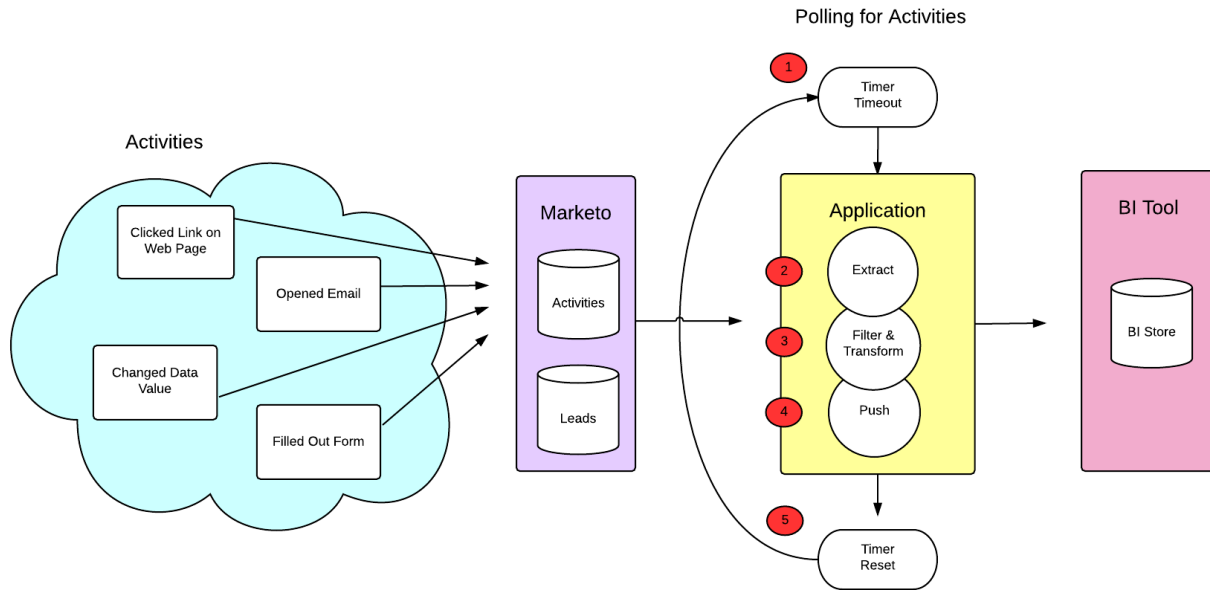 Polling for Activities
1
Timer
Timeout
Activities
Clicked Link on
Web Page
Opened Email
Changed Data
Value
Filled Out Form
Marketo
Activities
Leads
Application
2
Extract
3
Filter &
Transform
4
Push
5
Timer
Reset
BI Tool
BI Store